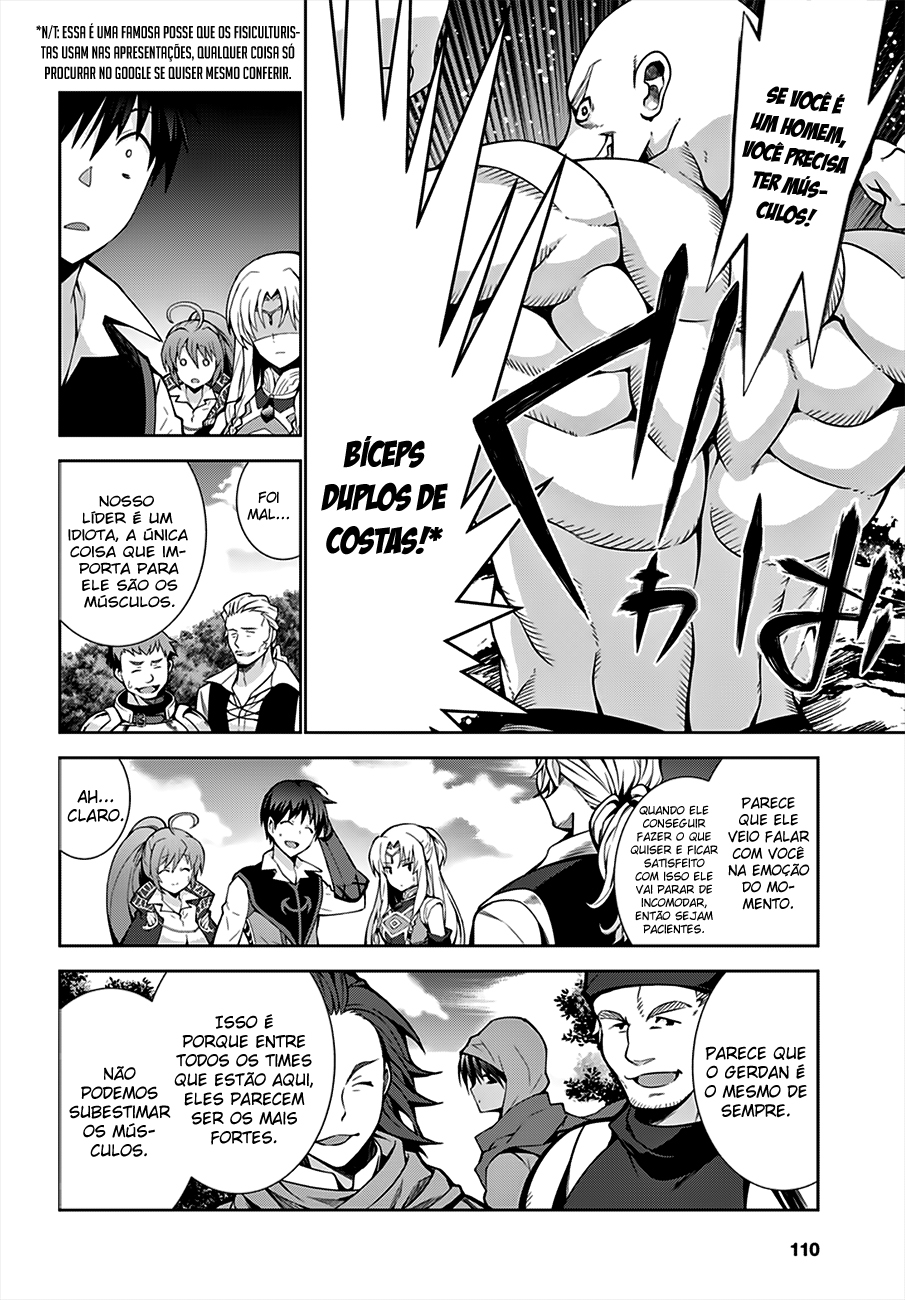 *N/T: ESSA É UMA FAMOSA POSSE QUE OS FISICULTURIS-
TAS USAM NAS APRESENTAÇÕES, QUALQUER COISA SÓ
PROCURAR NO GOOGLE SE QUISER MESMO CONFERIR.
SE VOCÊ É
UM HOMEM,
VOCÊ PRECISA
TER MÚS-
CULOS!
BÍCEPS
DUPLOS DE
COSTAS!*
むきっ
FOI
MAL...
NOSSO
LÍDER É UM
IDIOTA, A ÚNICA
COISA QUE IM-
PORTA PARA
ELE SÃO OS
MÚSCULOS.
PARECE
QUE ELE
VEIO FALAR
COM VOCÊ
NA EMOÇÃO
DO MO-
MENTO.
QUANDO ELE
CONSEGUIR
FAZER O QUE
QUISER E FICAR
SATISFEITO
COM ISSO ELE
VAI PARAR DE
INCOMODAR,
ENTÃO SEJAM
PACIENTES.
AH...
CLARO.
PARECE QUE
O GERDAN É
O MESMO DE
SEMPRE.
ISSO É
PORQUE ENTRE
TODOS OS TIMES
QUE ESTÃO AQUI,
ELES PARECEM
SER OS MAIS
FORTES.
NÃO
PODEMOS
SUBESTIMAR
OS MÚS-
CULOS.
110